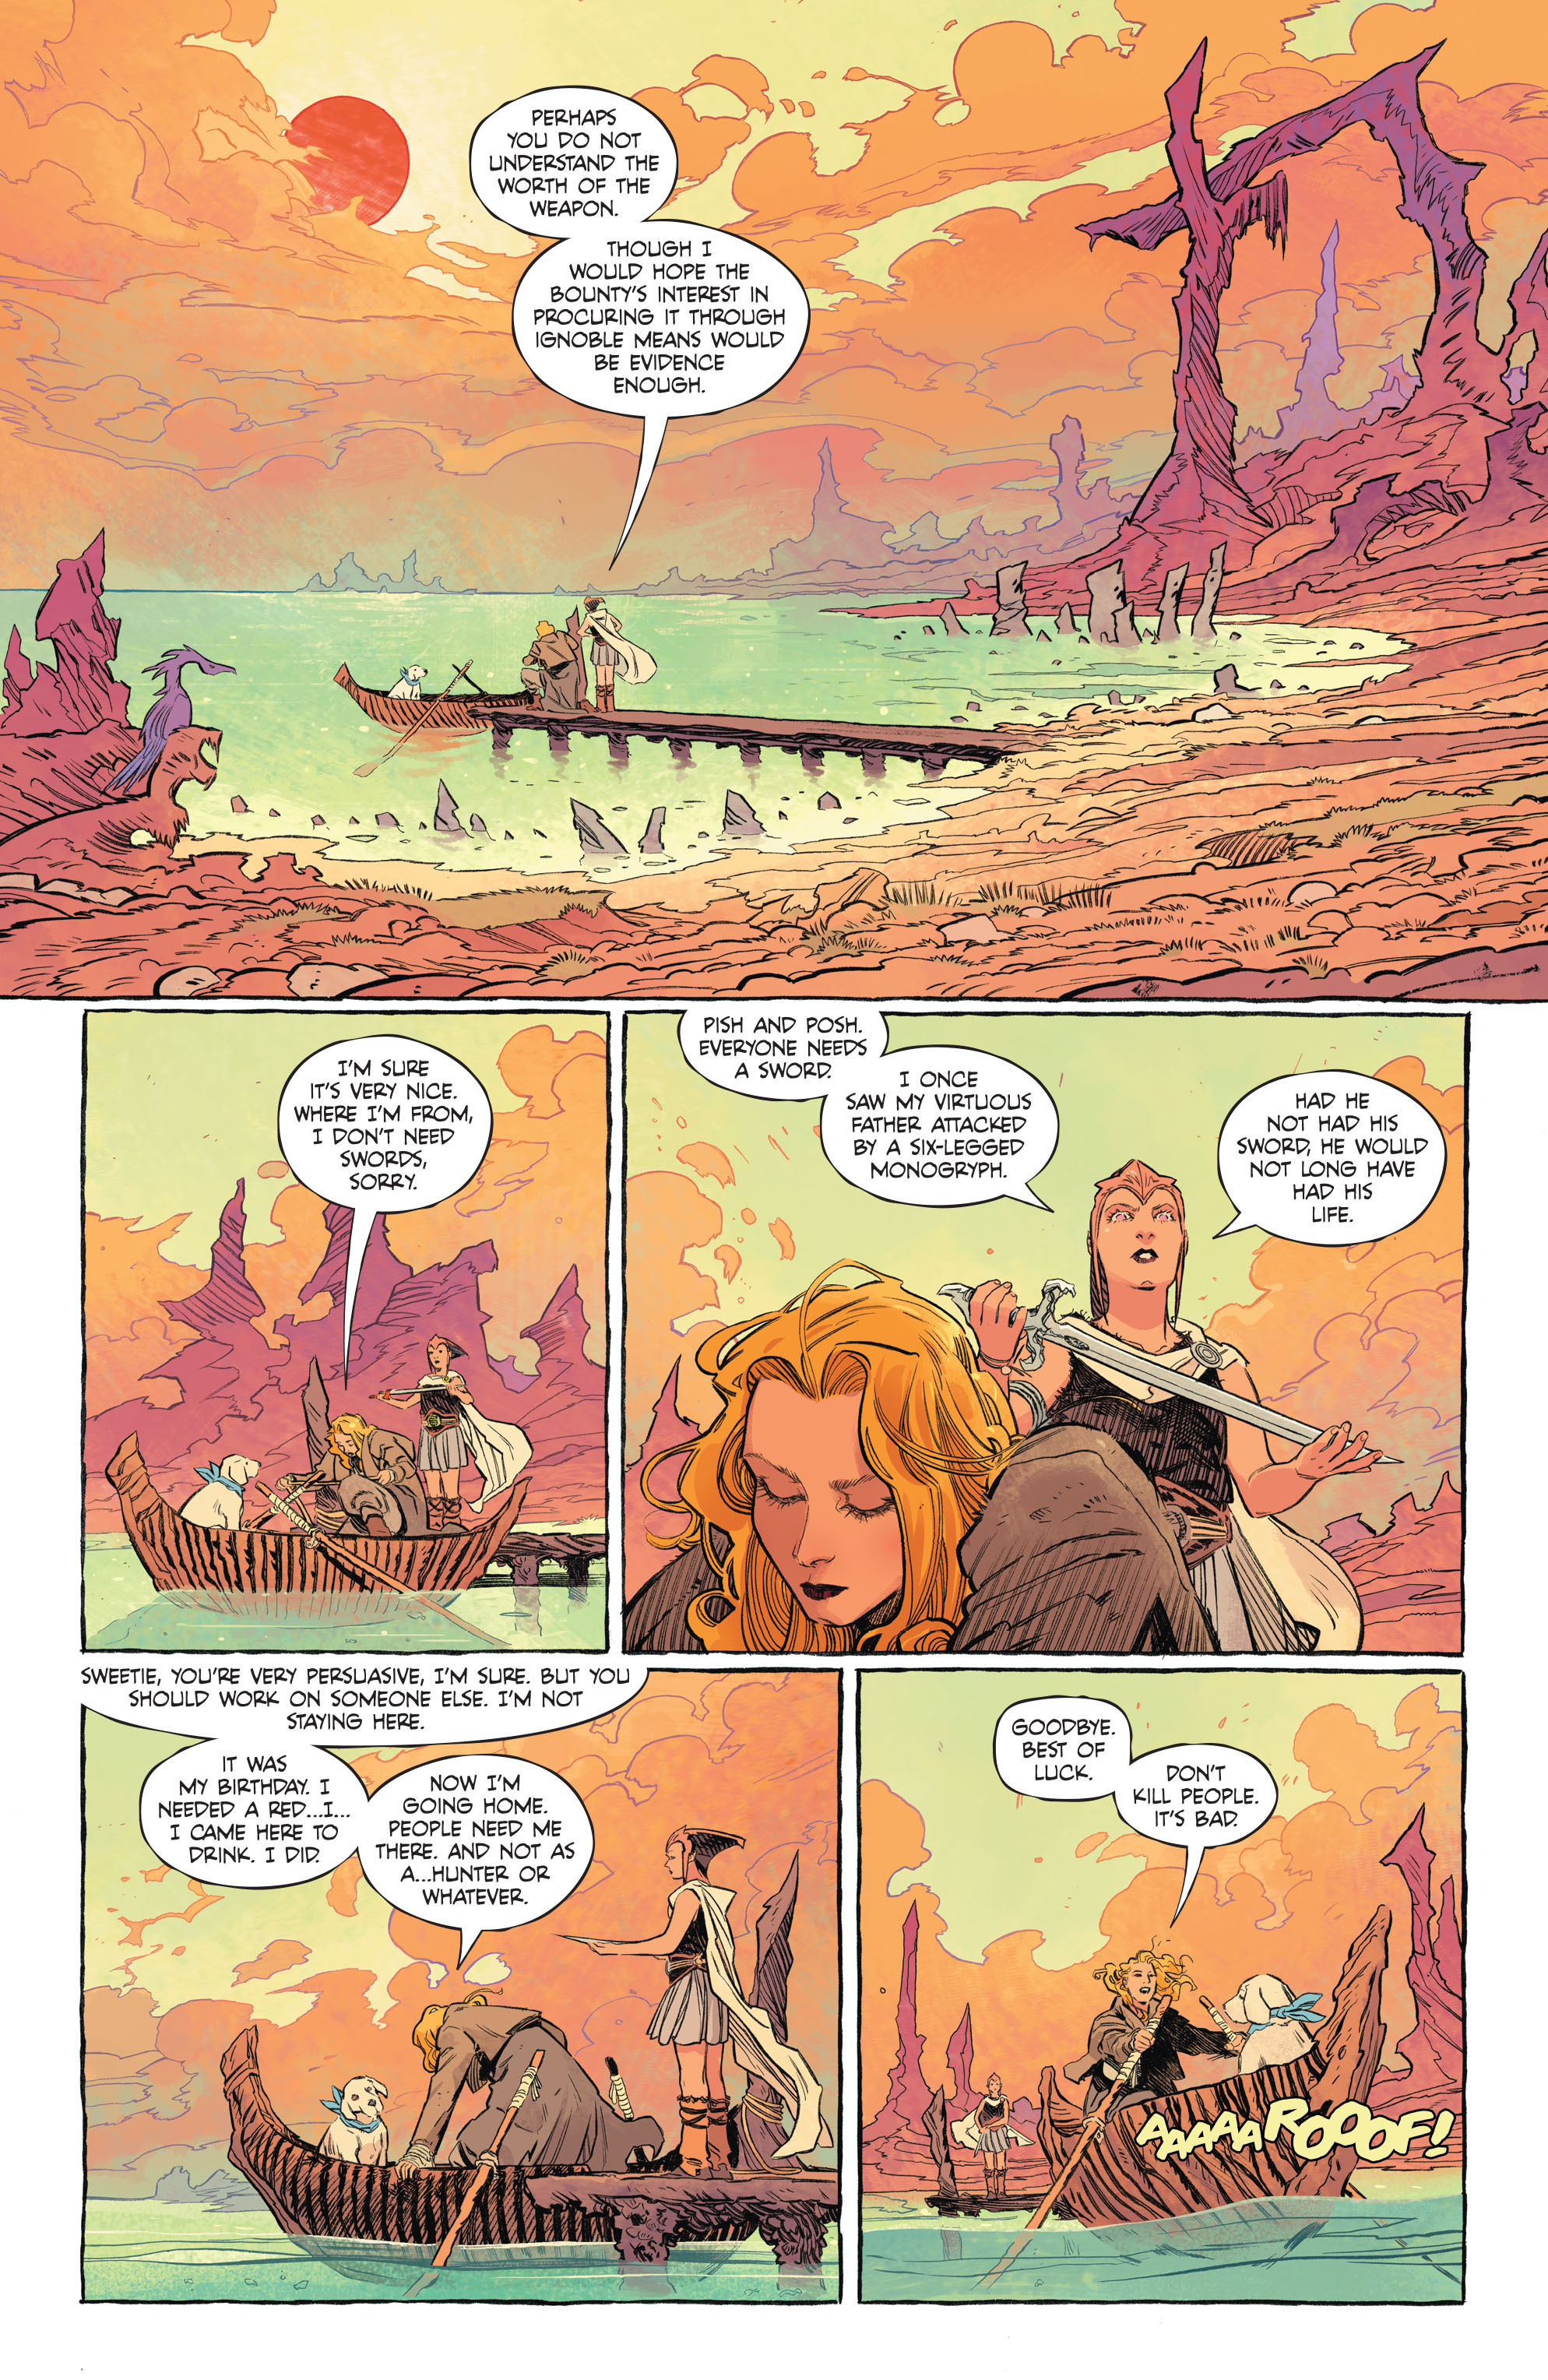 PERHAPS
YOU DO NOT
UNDERSTAND THE
WORTH OF THE
WEAPON.
THOUGH I
WOULD HOPE THE
BOUNTY'S INTEREST IN
PROCURING IT THROUGH
IGNOBLE MEANS WOULD
BE EVIDENCE
ENOUGH.
I'M SURE
IT'S VERY NICE.
WHERE I'M FROM,
I DON'T NEED
SWORDS,
SORRY.
PISH AND POSH.
EVERYONE NEEDS
A SWORD.
I ONCE
SAW MY VIRTUOUS
FATHER ATTACKED
BY A SIX-LEGGED
MONOGRYPH.
HAD HE
NOT HAD HIS
SWORD, HE WOULD
NOT LONG HAVE
HAD HIS
LIFE.
SWEETIE, YOU'RE VERY PERSUASIVE, I'M SURE. BUT YOU
SHOULD WORK ON SOMEONE ELSE. I'M NOT
STAYING HERE.
IT WAS
MY BIRTHDAY. I
NEEDED A RED...I...
I CAME HERE TO
DRINK. I DID.
NOW I'M
GOING HOME.
PEOPLE NEED ME
THERE. AND NOT AS
A...HUNTER OR
WHATEVER.
GOODBYE.
BEST OF
LUCK.
DON'T
KILL PEOPLE.
IT'S BAD.
AAAAAROOOF!